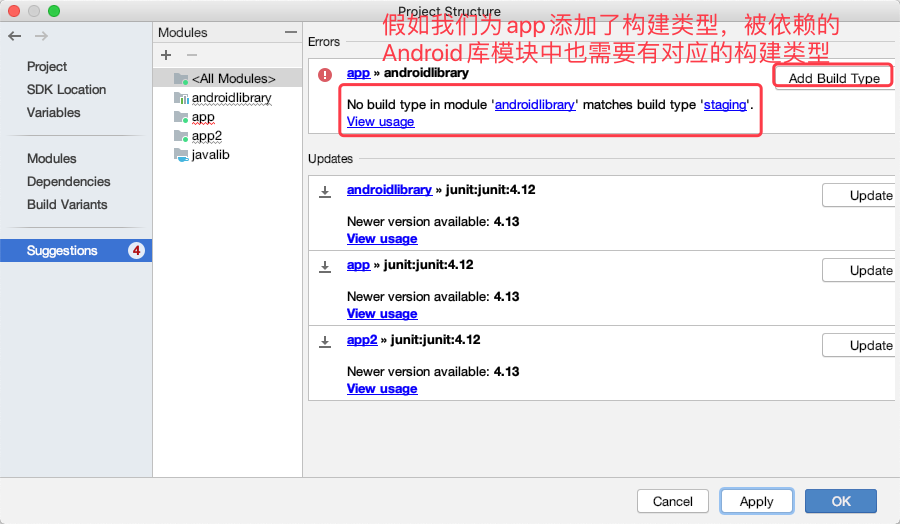 Project Structure
假如我们为app添加了构建类型，被依赖的
Android库模块中也需要有对应的构建类型
Project
SDK Location
Variables
Modules
Dependencies
Build Variants
Suggestions 4
Modules
<All Modules>
androidlibrary
app
app2
javalib
Errors
app » androidlibrary
Add Build Type
No build type in module 'androidlibrary' matches build type 'staging'.
View usage
Updates
androidlibrary » junit:junit:4.12
Update
Newer version available: 4.13
View usage
app » junit:junit:4.12
Update
Newer version available: 4.13
View usage
app2 » junit:junit:4.12
Update
Newer version available: 4.13
View usage
Cancel
Apply
OK